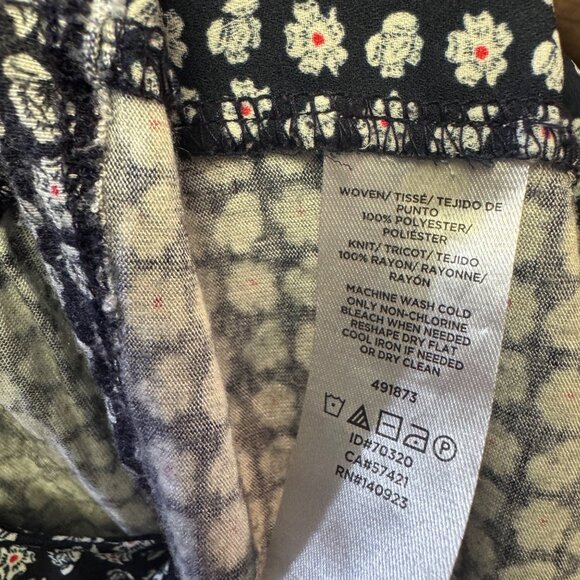 WOVEN/ TISSÉ/ TEJIDO DE
PUNTO
100% POLYESTER/
POLIÉSTER
KNIT/ TRICOT/ TEJIDO
100% RAYON/ RAYONNE/
RAYÓN
MACHINE WASH COLD
ONLY NON-CHLORINE
BLEACH WHEN NEEDED
RESHAPE DRY FLAT
COOL IRON IF NEEDED
OR DRY CLEAN
491873
P
ID#70320
CA#57421
RN#140923